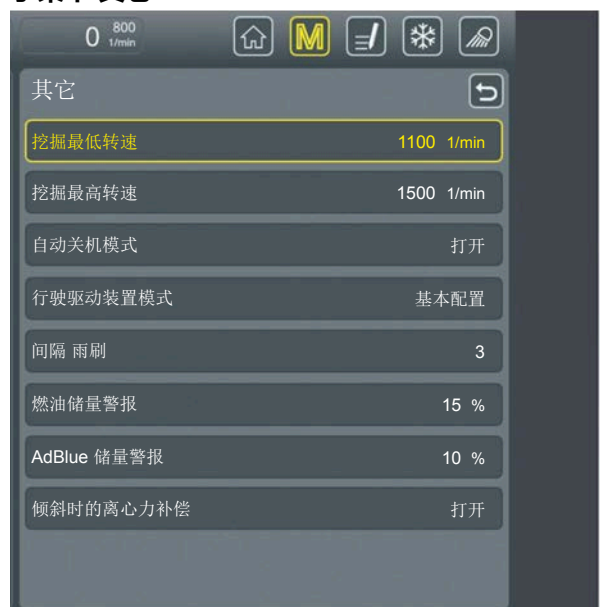 0 800 1/min M
其它
挖掘最低转速 1100 1/min
挖掘最高转速 1500 1/min
自动关机模式 打开
行驶驱动装置模式 基本配置
间隔 雨刷 3
燃油储量警报 15 %
AdBlue 储量警报 10 %
倾斜时的离心力补偿 打开